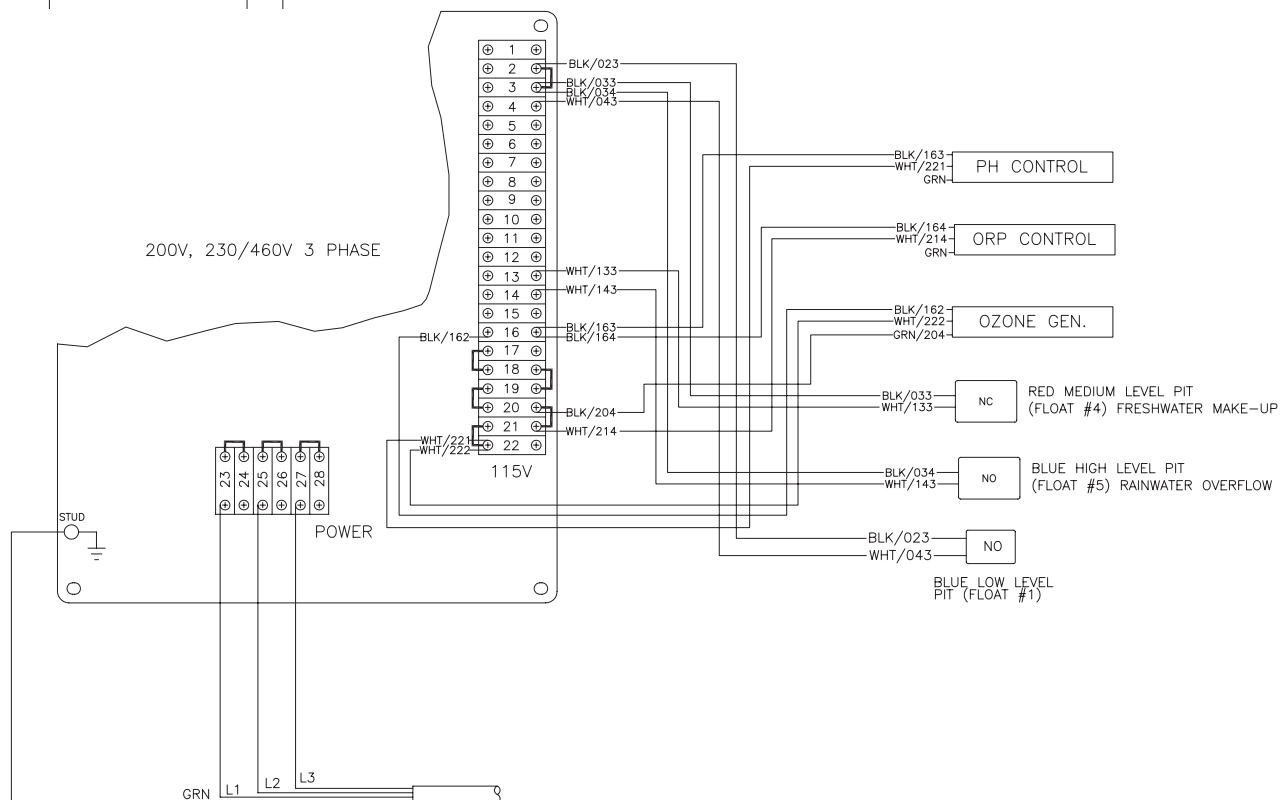 1
2
3
4
5
6
7
8
9
10
11
12
13
14
15
16
17
18
19
20
21
22
115V
BLK/023
BLK/033
BLK/034
WHT/043
WHT/133
WHT/143
BLK/163
BLK/164
BLK/162
BLK/204
WHT/214
WHT/221
WHT/222
200V, 230/460V 3 PHASE
BLK/163
WHT/221
GRN
PH CONTROL
BLK/164
WHT/214
GRN
ORP CONTROL
BLK/162
WHT/222
GRN/204
OZONE GEN.
BLK/033
WHT/133
NC
RED MEDIUM LEVEL PIT
(FLOAT #4) FRESHWATER MAKE-UP
BLK/034
WHT/143
NO
BLUE HIGH LEVEL PIT
(FLOAT #5) RAINWATER OVERFLOW
BLK/023
WHT/043
NO
BLUE LOW LEVEL
PIT (FLOAT #1)
23 24 25 26 27 28
POWER
STUD
GRN
L1
L2
L3